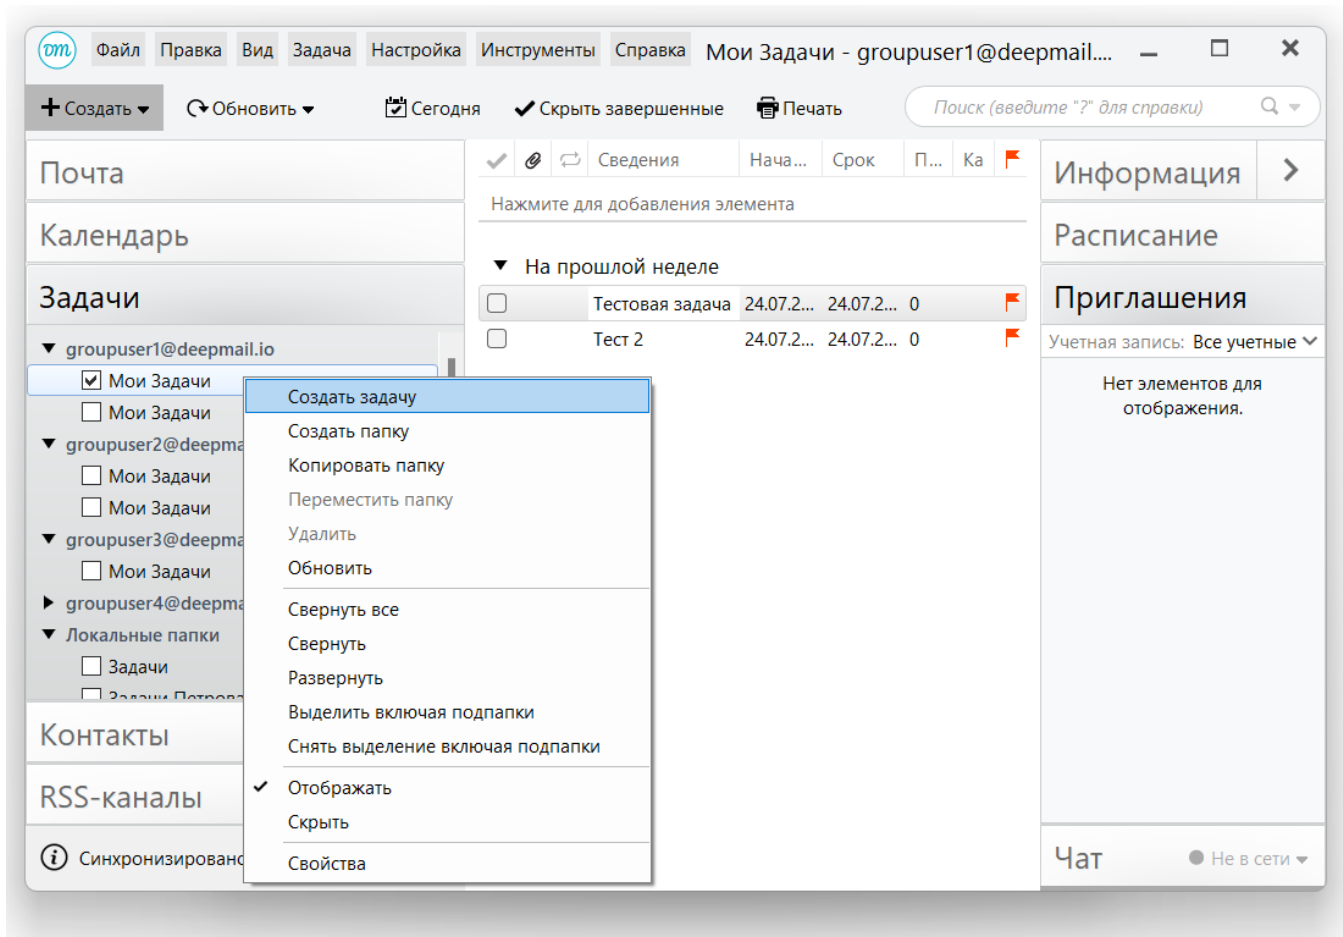 dm Файл Правка Вид Задача Настройка Инструменты Справка Мои Задачи - groupuser1@deepmail....
Создать Обновить Сегодня Скрыть завершенные Печать Поиск (введите "?" для справки)
Почта
Календарь
Задачи
groupuser1@deepmail.io
Мои Задачи
Мои Задачи
groupuser2@deepma
Мои Задачи
Мои Задачи
groupuser3@deepma
Мои Задачи
groupuser4@deepma
Локальные папки
Задачи
Задачи Петрова
Контакты
RSS-каналы
Синхронизировано
Создать задачу
Создать папку
Копировать папку
Переместить папку
Удалить
Обновить
Свернуть все
Свернуть
Развернуть
Выделить включая подпапки
Снять выделение включая подпапки
Отображать
Скрыть
Свойства
Сведения Нача... Срок П... Ка
Нажмите для добавления элемента
На прошлой неделе
Тестовая задача 24.07.2... 24.07.2... 0
Тест 2 24.07.2... 24.07.2... 0
Информация
Расписание
Приглашения
Учетная запись: Все учетные
Нет элементов для
отображения.
Чат Не в сети